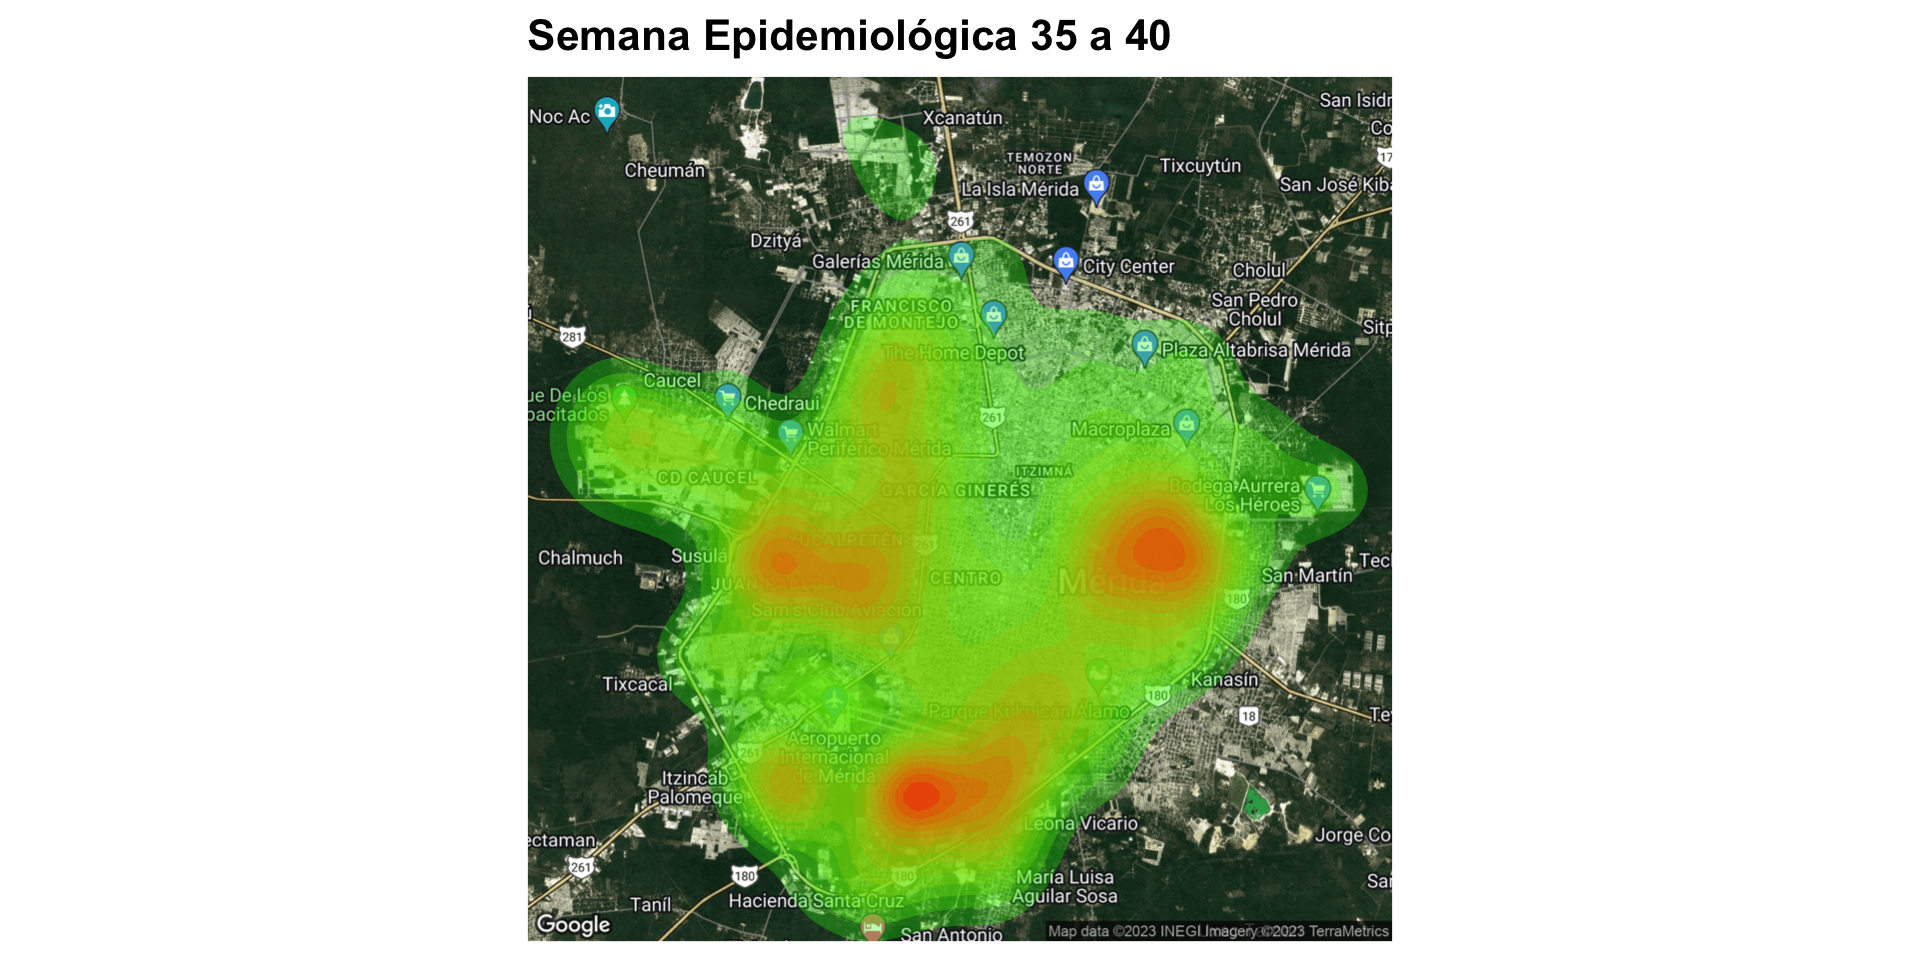 Semana Epidemiológica 35 a 40
San Isidr
Noc Ac
Xcanatún
Co
17
TEMOZON
NORTE
Cheumán
Tixcuytún
La Isla Mérida
San José Kiba
261
Dzityá
Galerías Mérida
City Center
Cholul
FRANCISCO
DE MONTEJO
San Pedro
Cholul
Sitp
281
The Home Depot
Plaza Altabrisa Mérida
Caucel
ue De Los
pacitados
Chedraui
261
Walmart
Periférico Mérida
Macroplaza
CD CAUCEL
ITZIMNÁ
GARCÍA GINERÉS
Bodega Aurrera
Los Héroes
YUCALPETÉN
261
Chalmuch
Susulá
Tecl
JUAN PABLO II
CENTRO
Mérida
San Martín
Sam's Club Aviación
180
Tixcacal
Kanasín
180
Parque Kukulcán Álamo
18
Te
261
Aeropuerto
Internacional
de Mérida
Itzincab
Palomeque
Leona Vicario
Jorge Co
ectaman
261
180
180
María Luisa
Aguilar Sosa
Sai
Taníl
Hacienda Santa Cruz
Google
San Antonio
Map data ©2023 INEGI Imagery ©2023 TerraMetrics